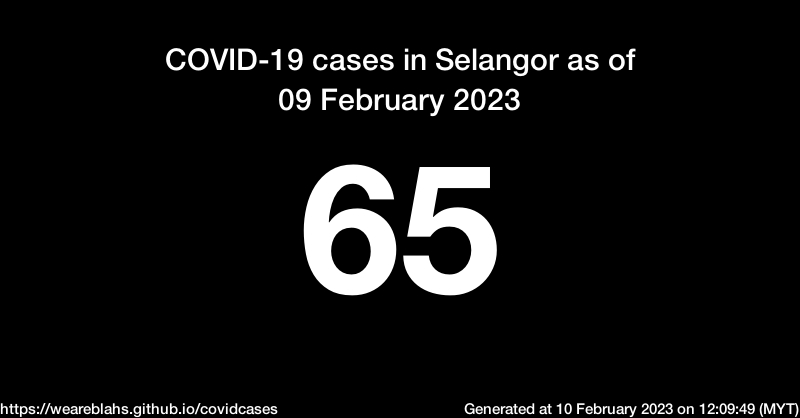 COVID-19 cases in Selangor as of
09 February 2023
65
https://weareblahs.github.io/covidcases
Generated at 10 February 2023 on 12:09:49 (MYT)